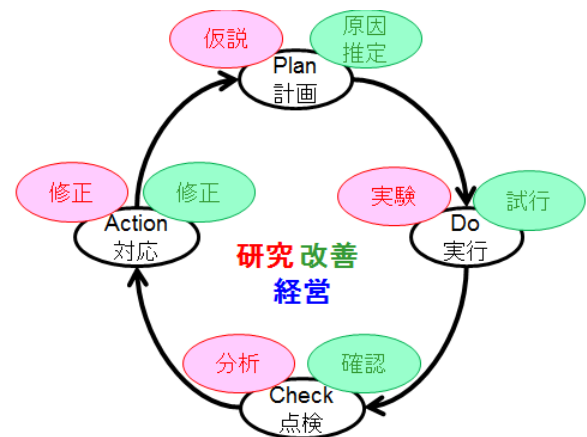 仮説
原因
推定
Plan
計画
修正
修正
Action
対応
実験
試行
Do
実行
研究 改善
経営
分析
確認
Check
点検